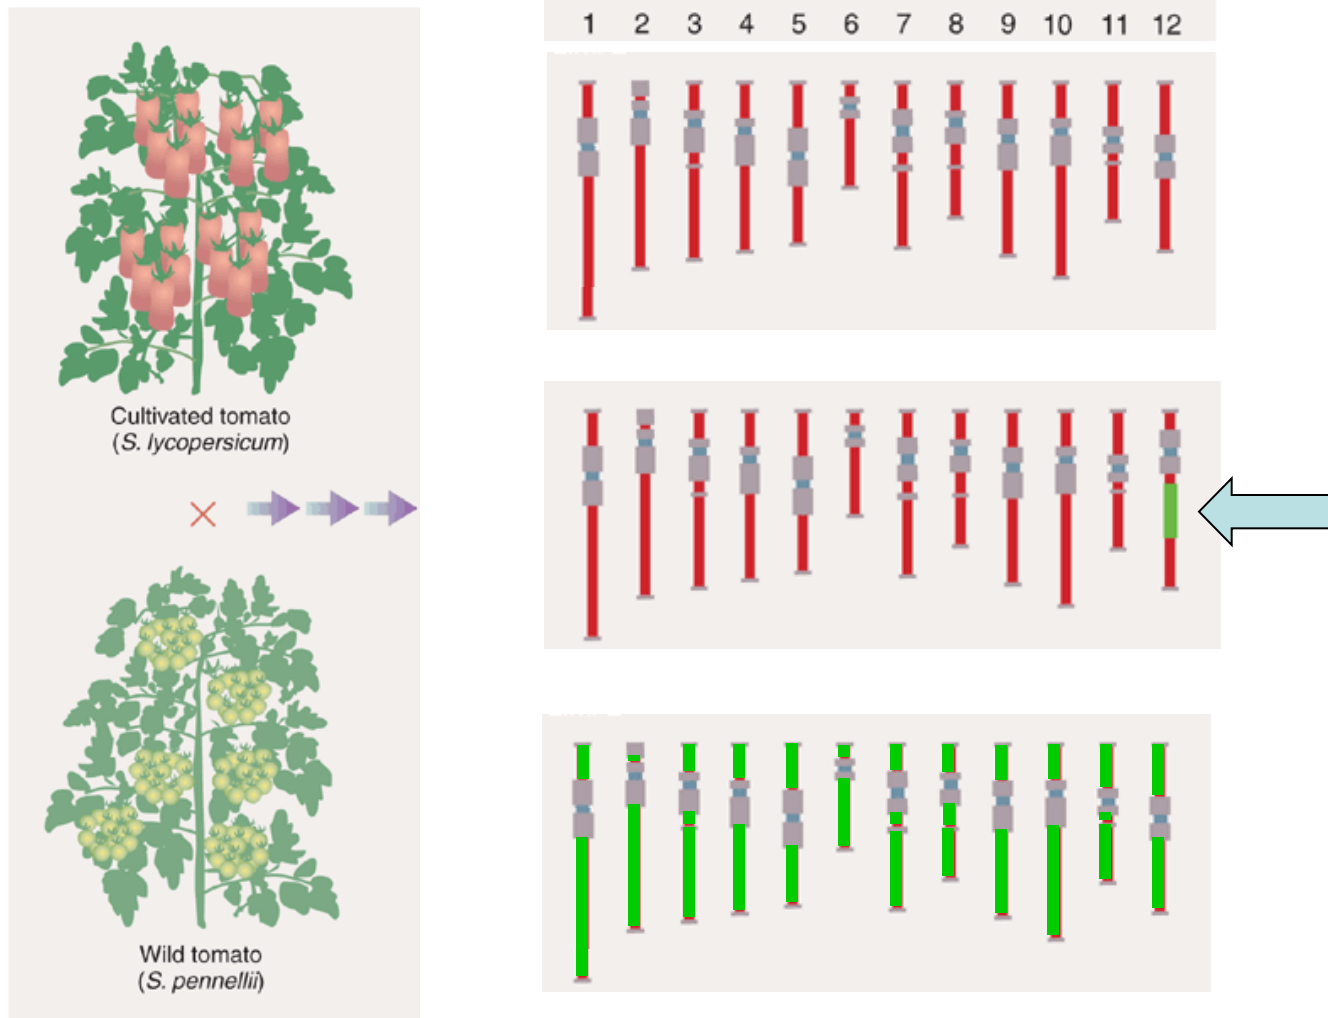 1 2 3 4 5 6 7 8 9 10 11 12
Cultivated tomato
(S. lycopersicum)
Wild tomato
(S. pennellii)